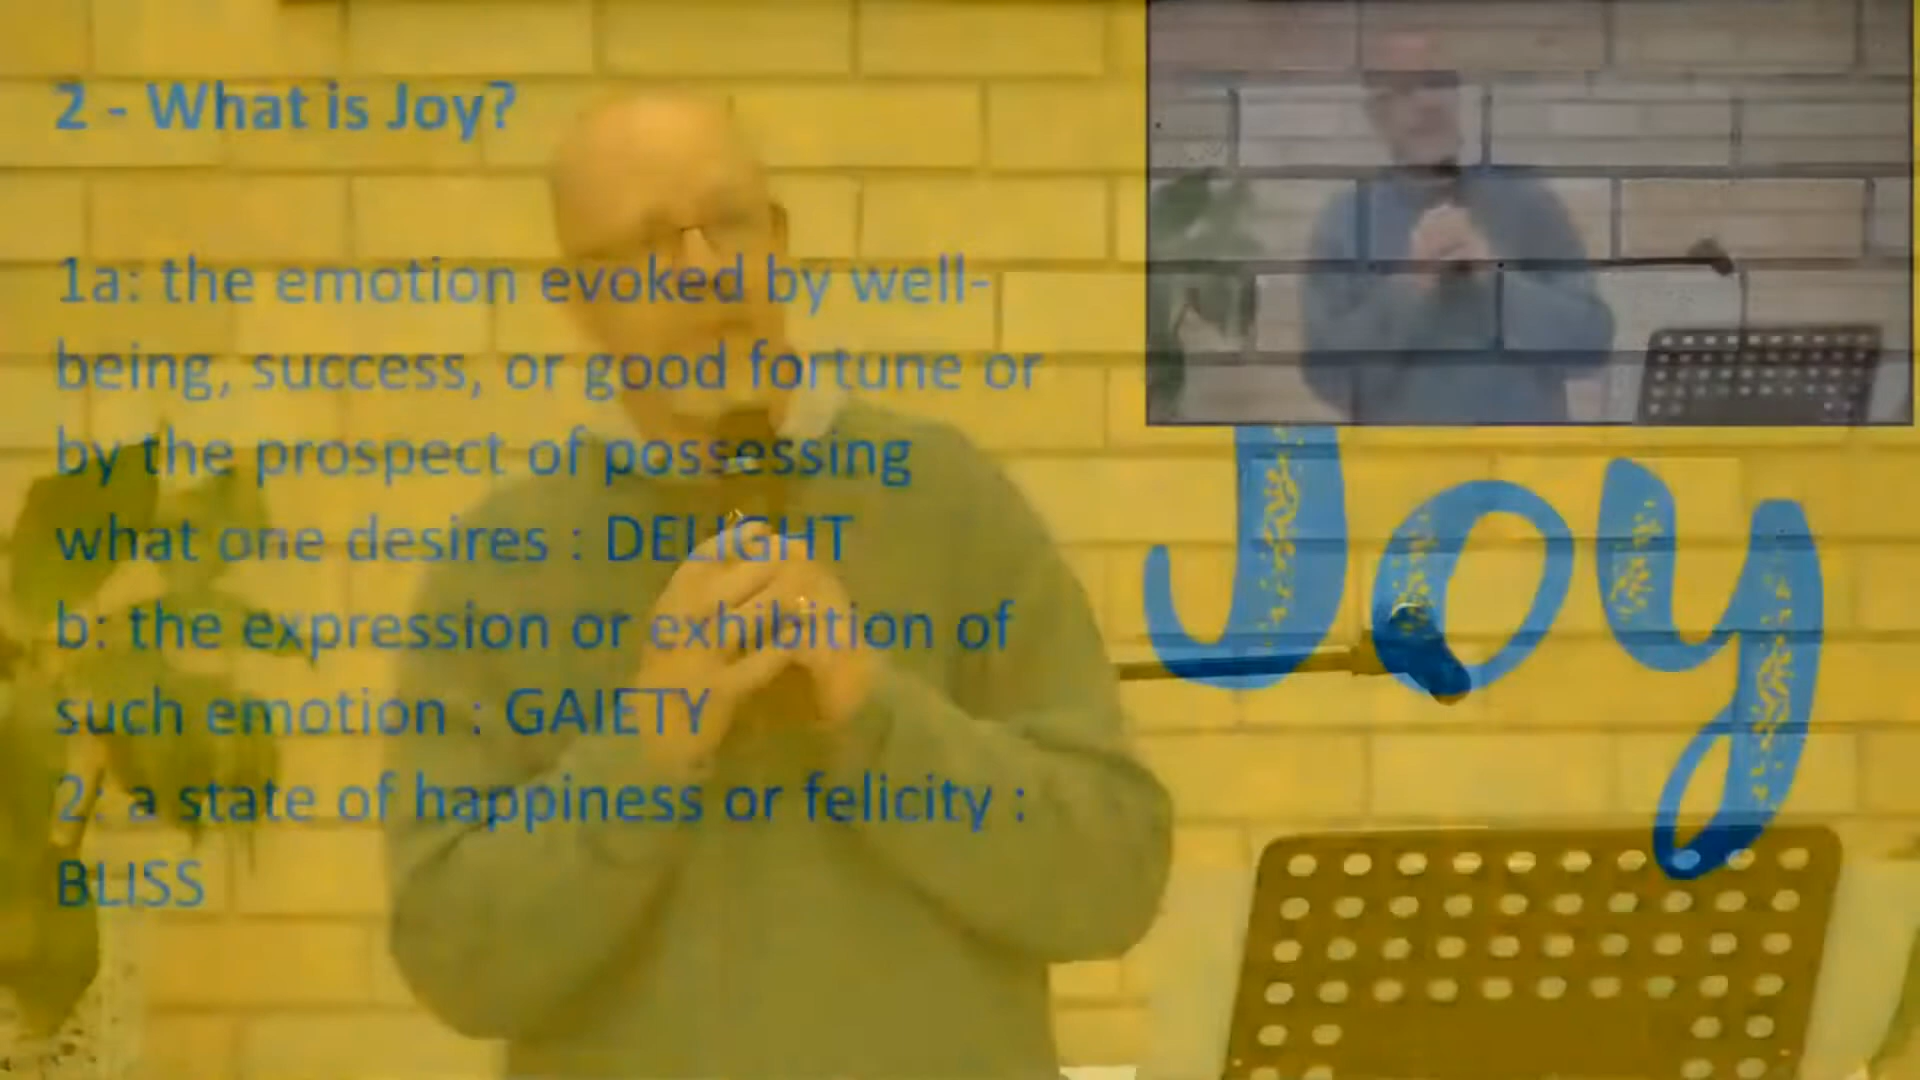 2 - What is Joy?
1a: the emotion evoked by well-
being, success, or good fortune or
by the prospect of possessing
what one desires : DELIGHT
b: the expression or exhibition of
such emotion : GAIETY
2: a state of happiness or felicity :
BLISS
Joy